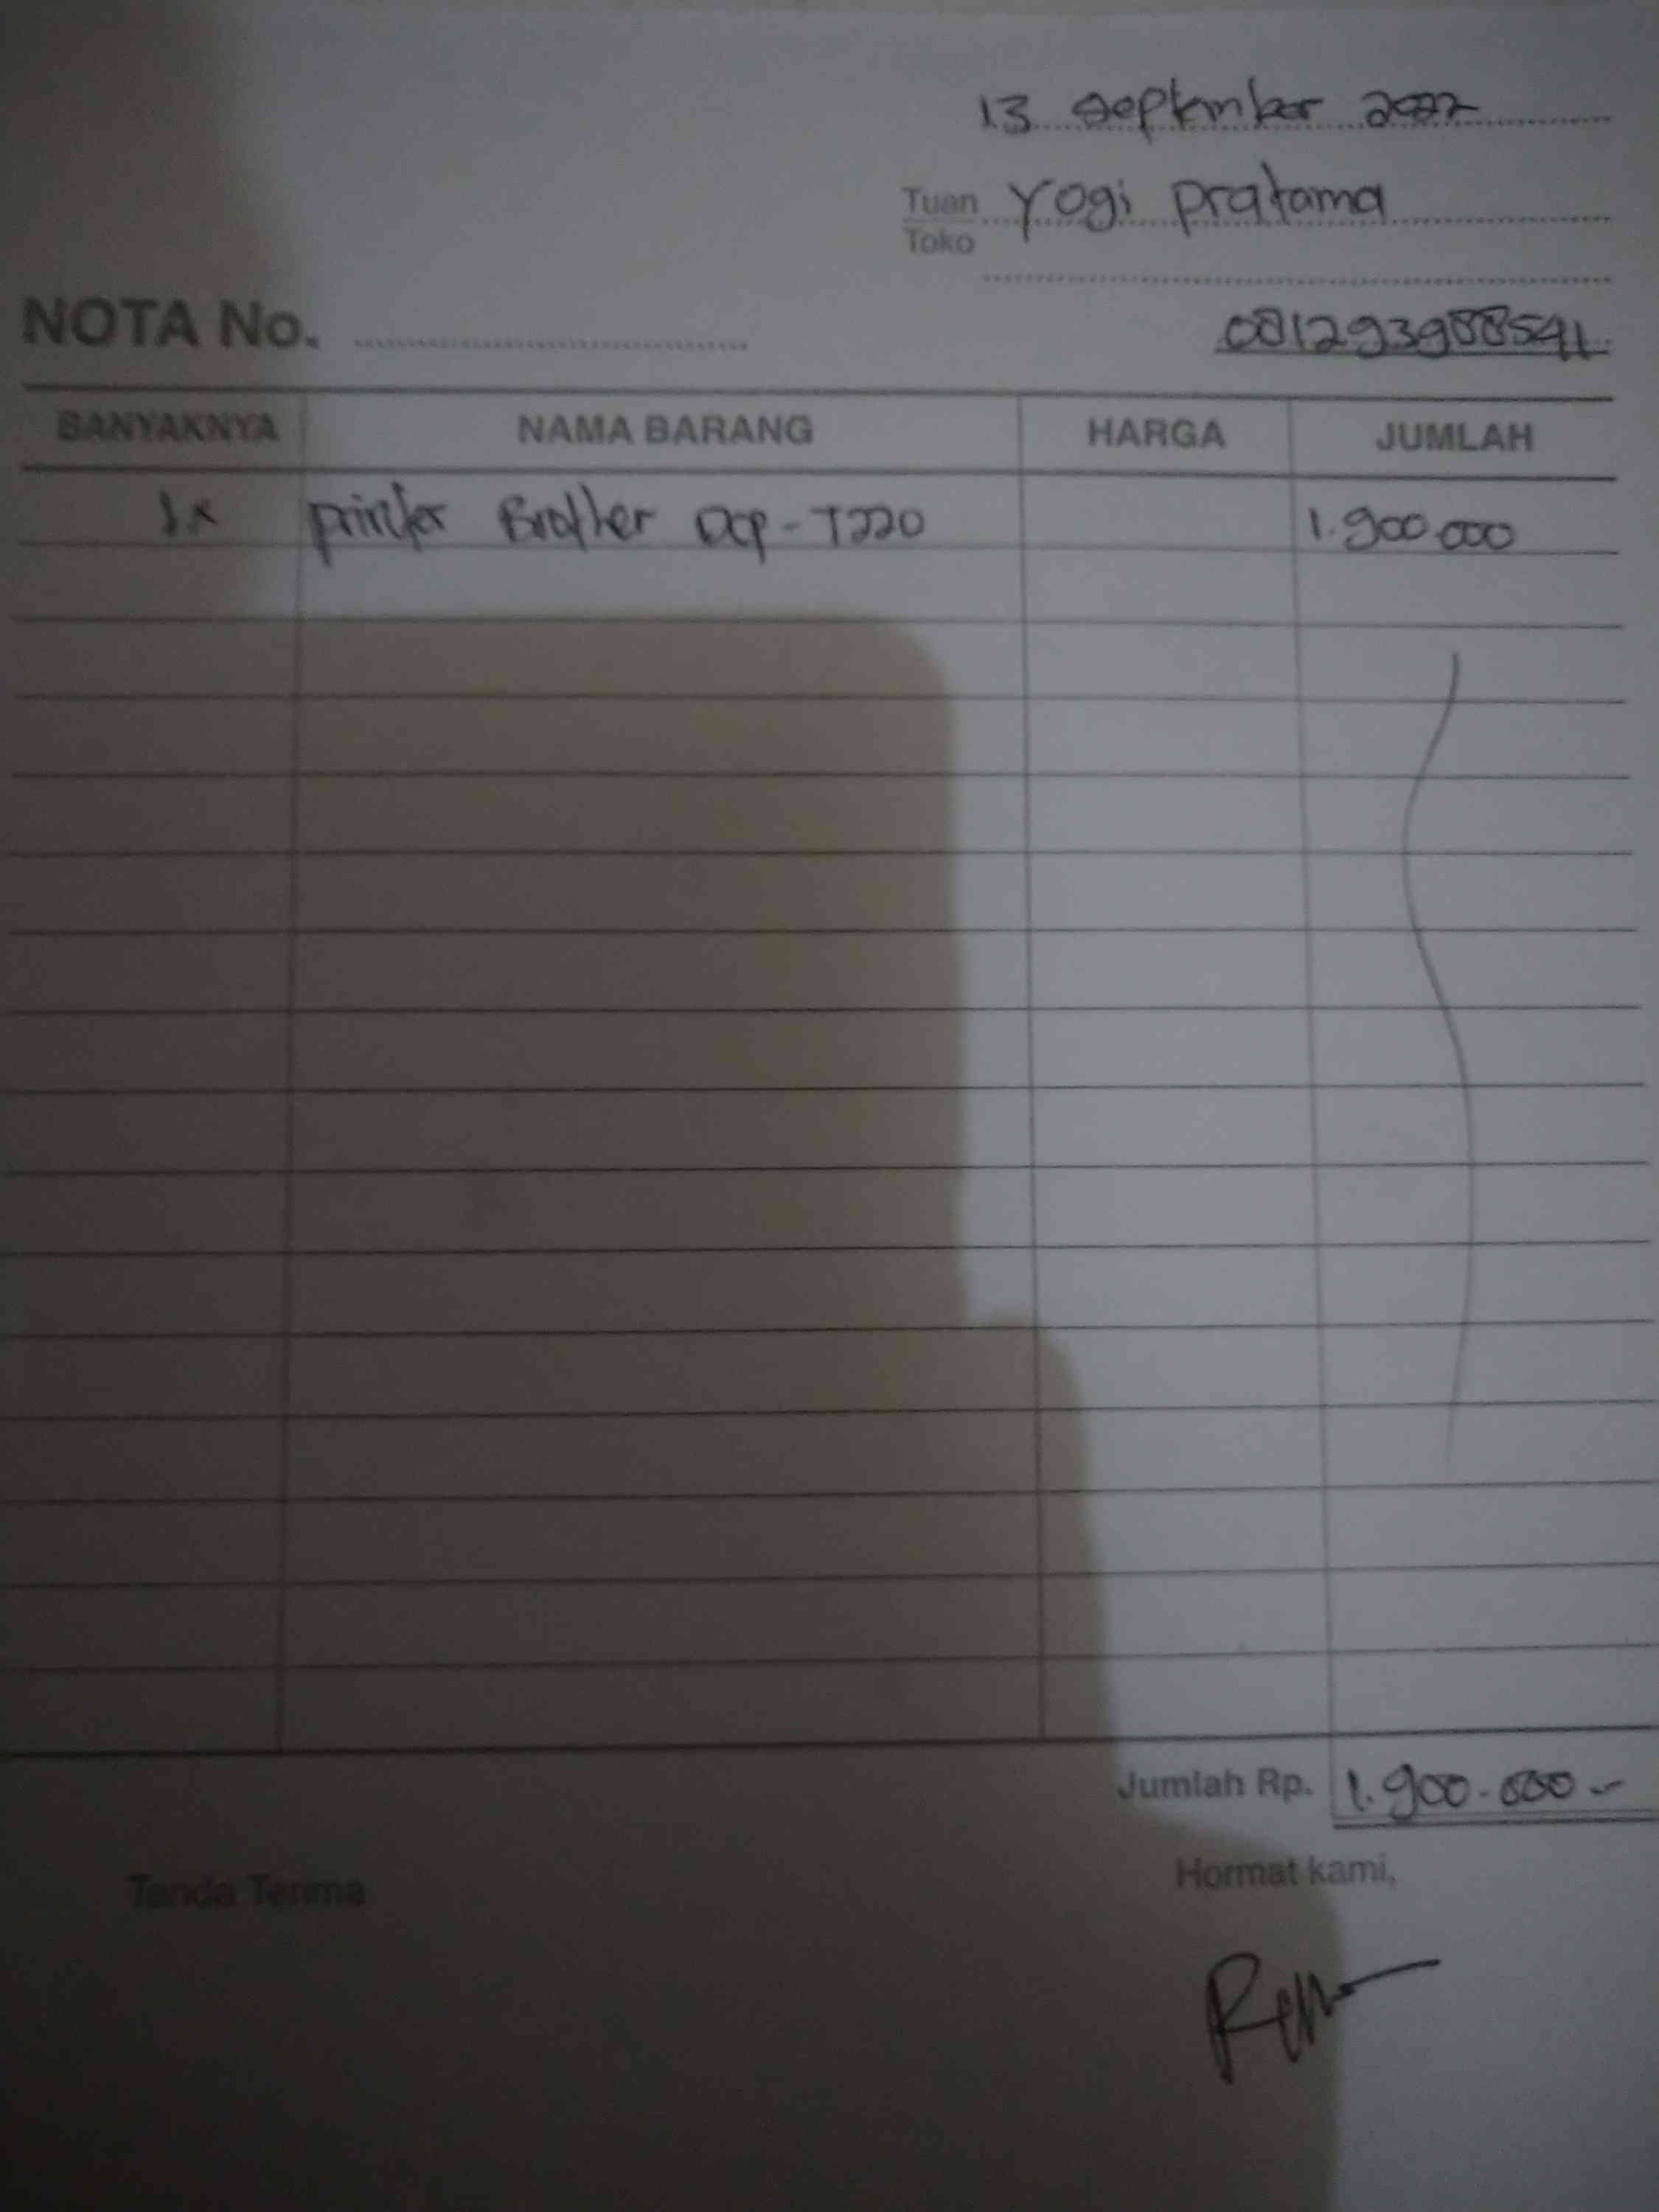 13 September 2022
Tuan Yogi pratama
Toko
NOTA No.
081293988541
BANYAKNYA NAMA BARANG HARGA JUMLAH
1x printer Brother Dcp-T220 1.900.000
Jumlah Rp. 1.900.000-
Tanda Terima Hormat kami,